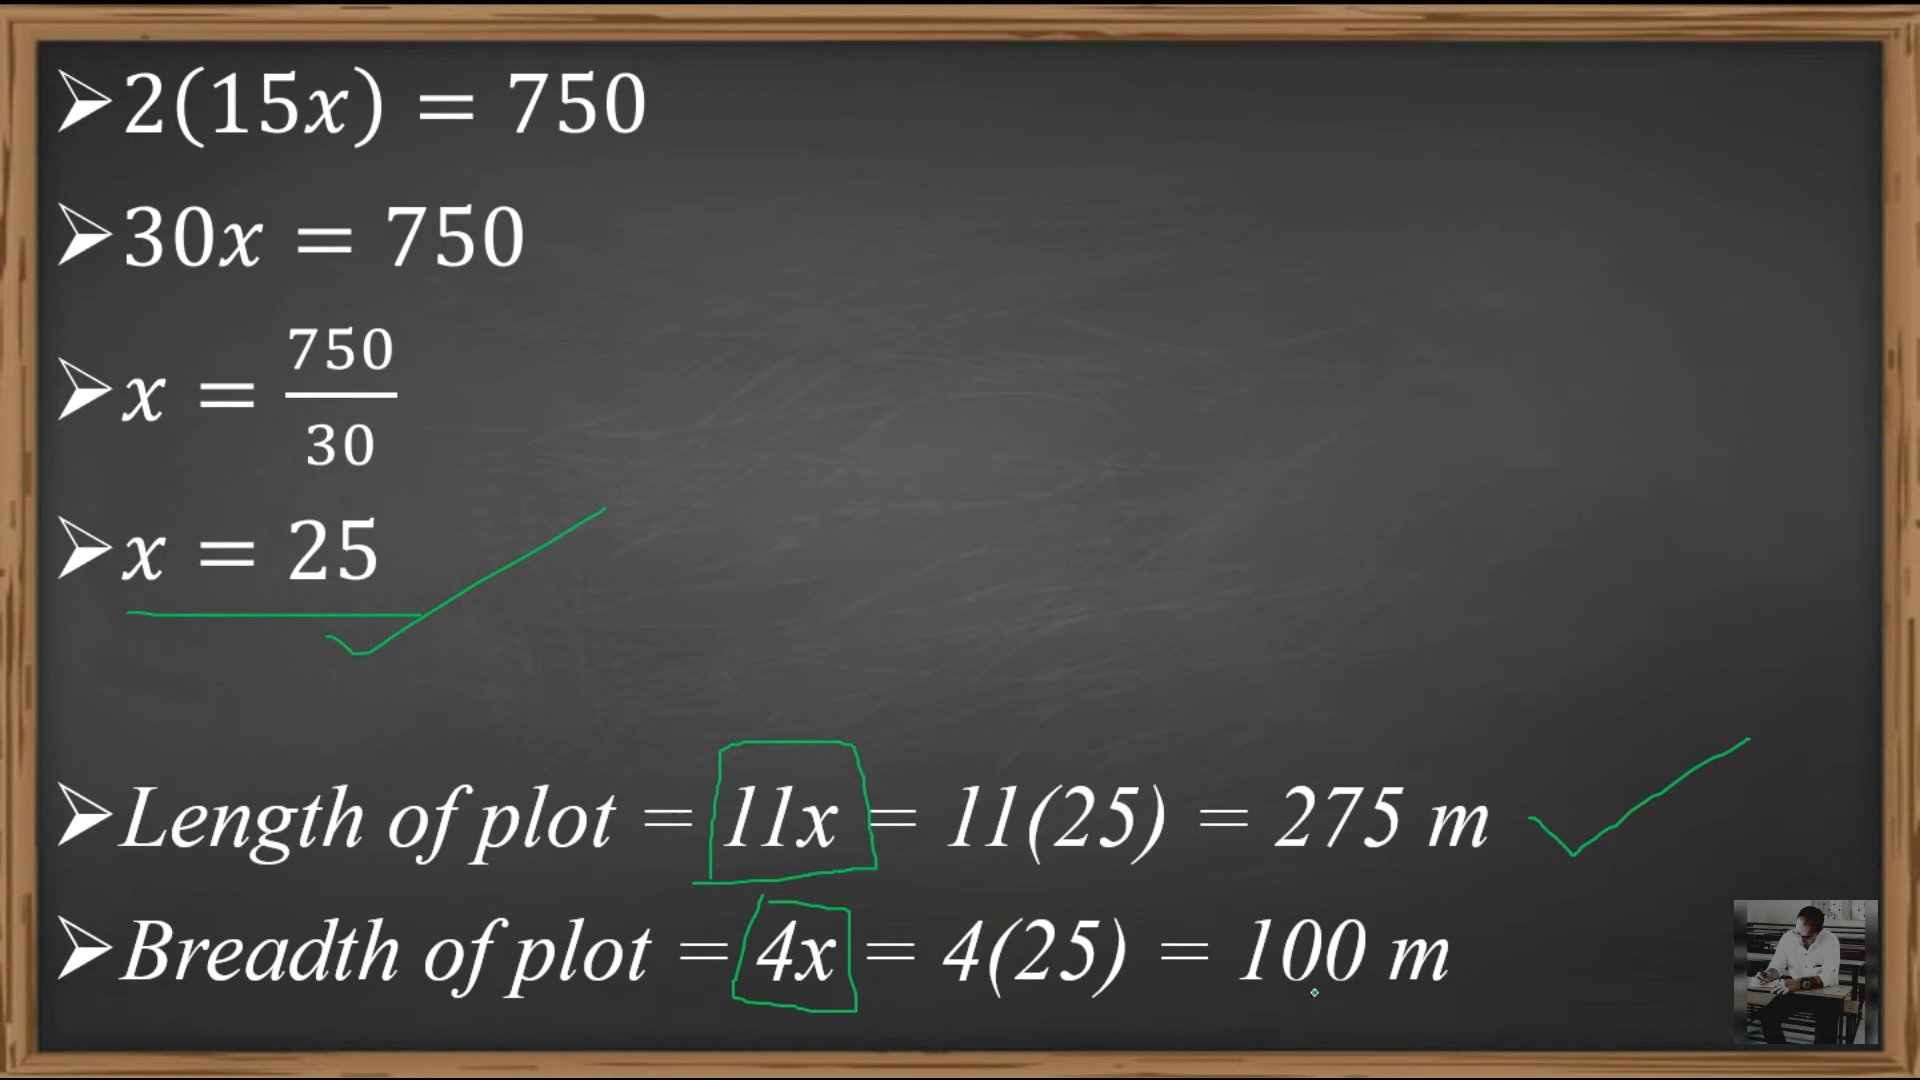 ➢2(15x) = 750
➢30x = 750
➢x = 750/30
➢x = 25
➢Length of plot = 11x = 11(25) = 275 m
➢Breadth of plot = 4x = 4(25) = 100 m